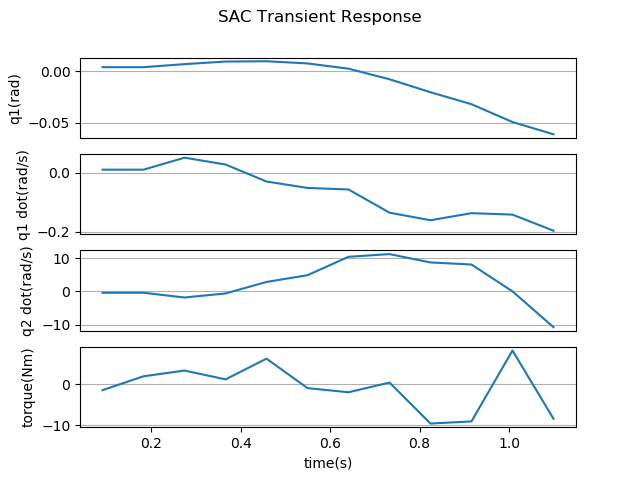 SAC Transient Response
0.00
−0.05
q1(rad)
0.0
−0.2
q1 dot(rad/s)
10
0
−10
q2 dot(rad/s)
0
−10
torque(Nm)
0.2 0.4 0.6 0.8 1.0
time(s)